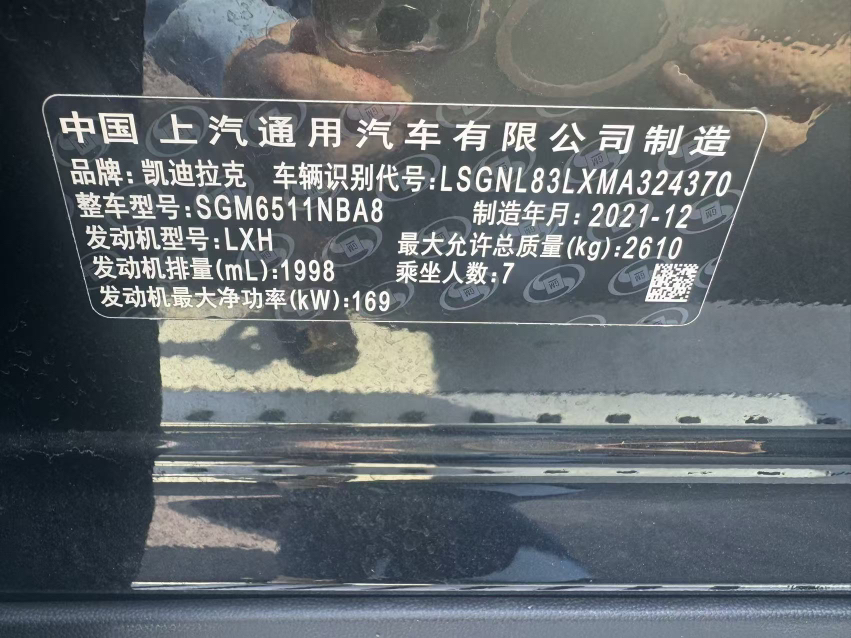 中国 上汽通用汽车有限公司制造
品牌: 凯迪拉克 车辆识别代号:LSGNL83LXMA324370
整车型号:SGM6511NBA8 制造年月: 2021-12
发动机型号:LXH 最大允许总质量(kg):2610
发动机排量(mL):1998 乘坐人数:7
发动机最大净功率(kW):169